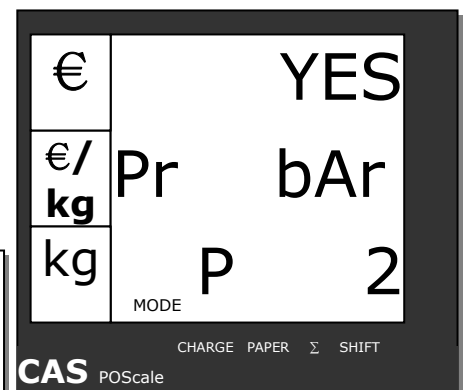 € YES
€/ Pr bAr
kg
kg P 2
MODE
CHARGE PAPER Σ SHIFT
CAS POScale